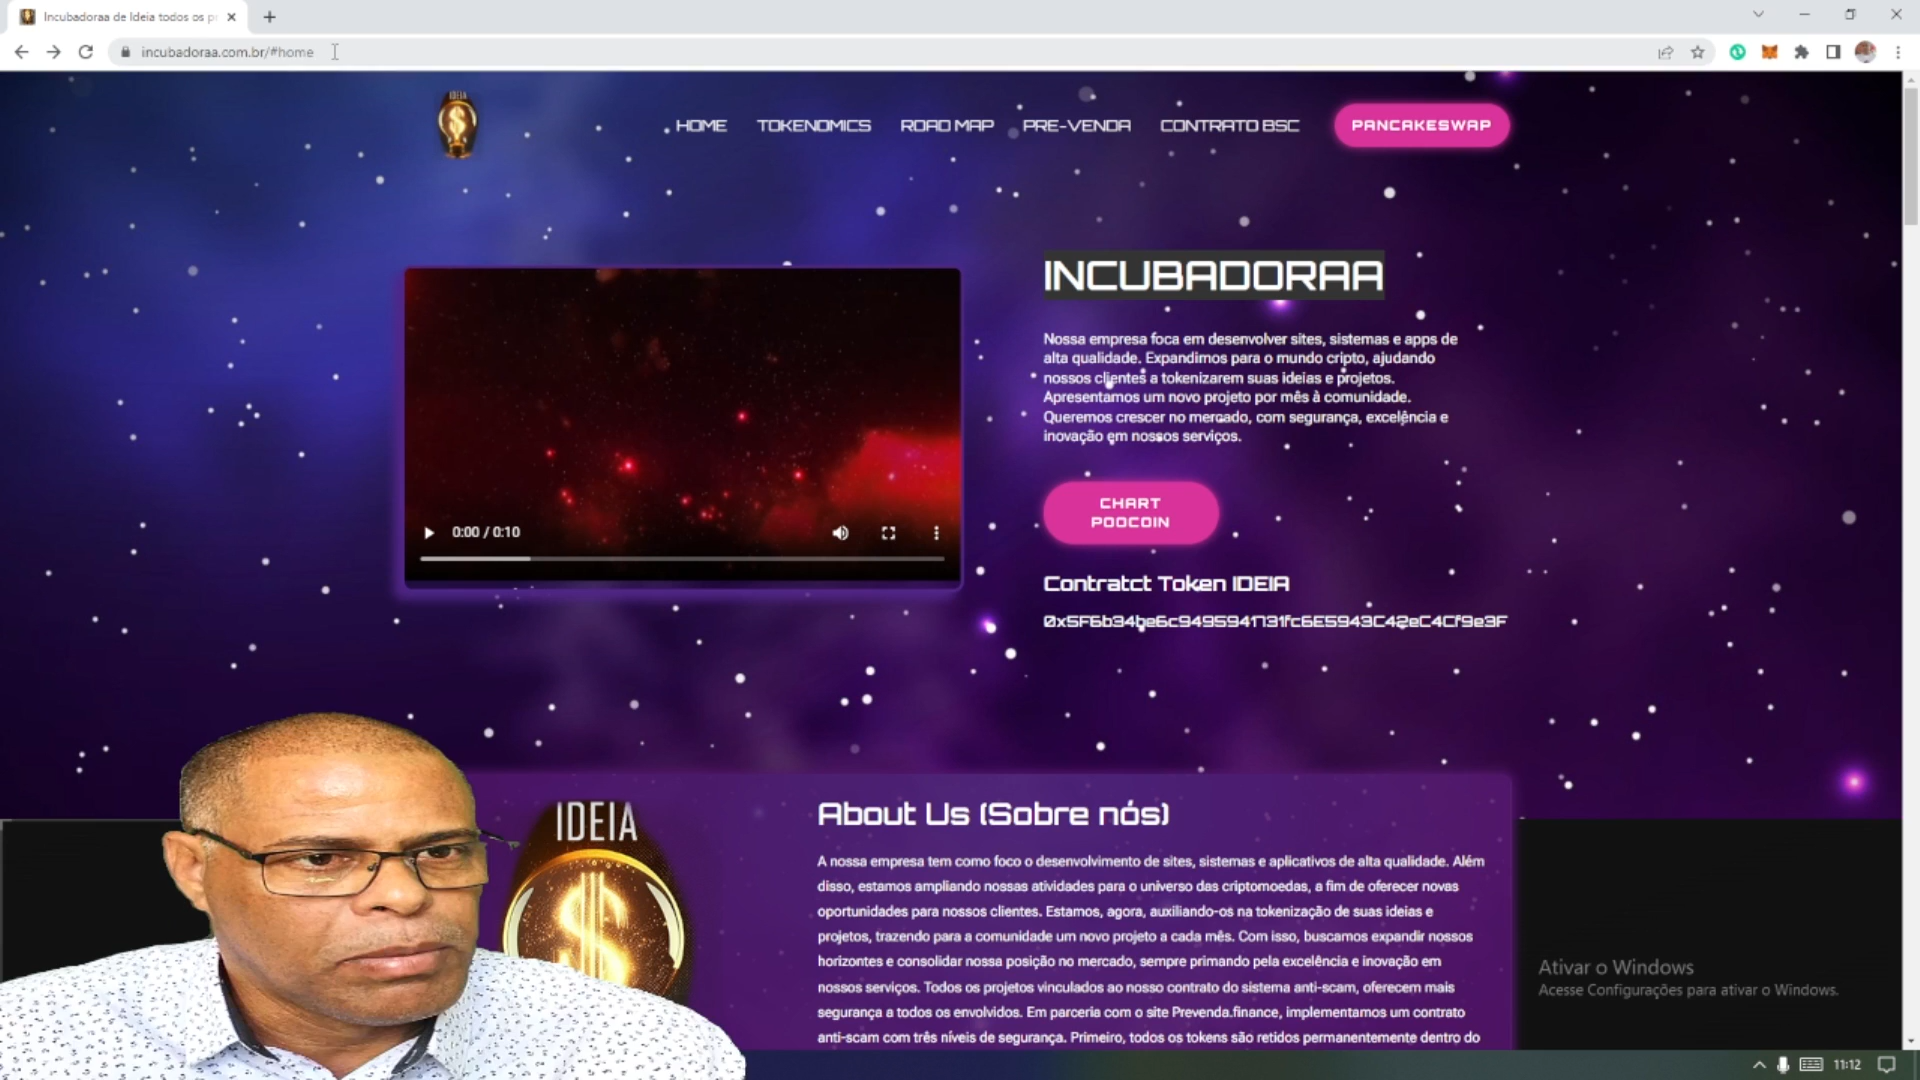 Incubadoraa de Ideia todos os pr
incubadoraa.com.br/#home
IDEIA
HOME
TOKENOMICS
ROAD MAP
PRE-VENDA
CONTRATO BSC
PANCAKESWAP
INCUBADORAA
Nossa empresa foca em desenvolver sites, sistemas e apps de
alta qualidade. Expandimos para o mundo cripto, ajudando
nossos clientes a tokenizarem suas ideias e projetos.
Apresentamos um novo projeto por mês à comunidade.
Queremos crescer no mercado, com segurança, excelência e
inovação em nossos serviços.
0:00 / 0:10
CHART
POOCOIN
Contratct Token IDEIA
0x5F6b34be6c9495941731fc6E5943C42eC4Cf9e3F
IDEIA
About Us (Sobre nós)
A nossa empresa tem como foco o desenvolvimento de sites, sistemas e aplicativos de alta qualidade. Além
disso, estamos ampliando nossas atividades para o universo das criptomoedas, a fim de oferecer novas
oportunidades para nossos clientes. Estamos, agora, auxiliando-os na tokenização de suas ideias e
projetos, trazendo para a comunidade um novo projeto a cada mês. Com isso, buscamos expandir nossos
horizontes e consolidar nossa posição no mercado, sempre primando pela excelência e inovação em
nossos serviços. Todos os projetos vinculados ao nosso contrato do sistema anti-scam, oferecem mais
segurança a todos os envolvidos. Em parceria com o site Prevenda.finance, implementamos um contrato
anti-scam com três níveis de segurança. Primeiro, todos os tokens são retidos permanentemente dentro do
Ativar o Windows
Acesse Configurações para ativar o Windows.
11:12